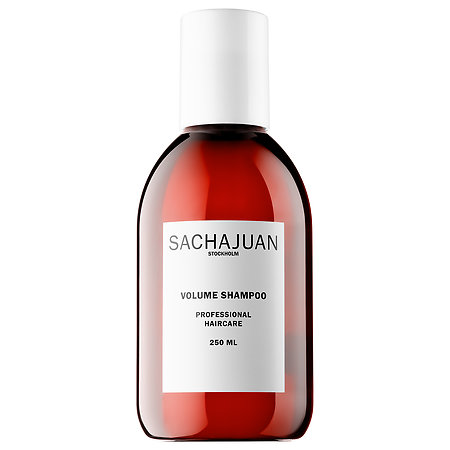 SACHAJUAN
STOCKHOLM
VOLUME SHAMPOO
PROFESSIONAL
HAIRCARE
250 ML